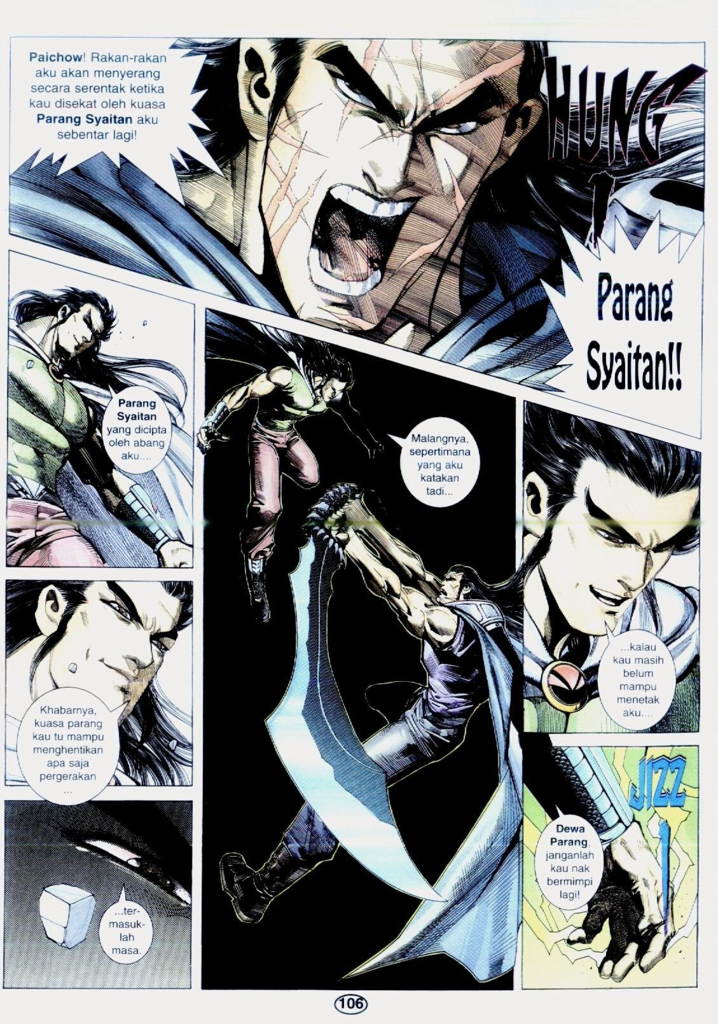 Paichow! Rakan-rakan
aku akan menyerang
secara serentak ketika
kau disekat oleh kuasa
Parang Syaitan aku
sebentar lagi!
HUNG
!
Parang
Syaitan!!
Parang
Syaitan
yang dicipta
oleh abang
aku....
Khabarnya,
kuasa parang
kau tu mampu
menghentikan
apa saja
pergerakan
...
...ter-
masuk-
lah
masa.
Malangnya,
sepertimana
yang aku
katakan
tadi...
...kalau
kau masih
belum
mampu
menetak
aku....
JIZZ
!
Dewa
Parang,
janganlah
kau nak
bermimpi
lagi!
106